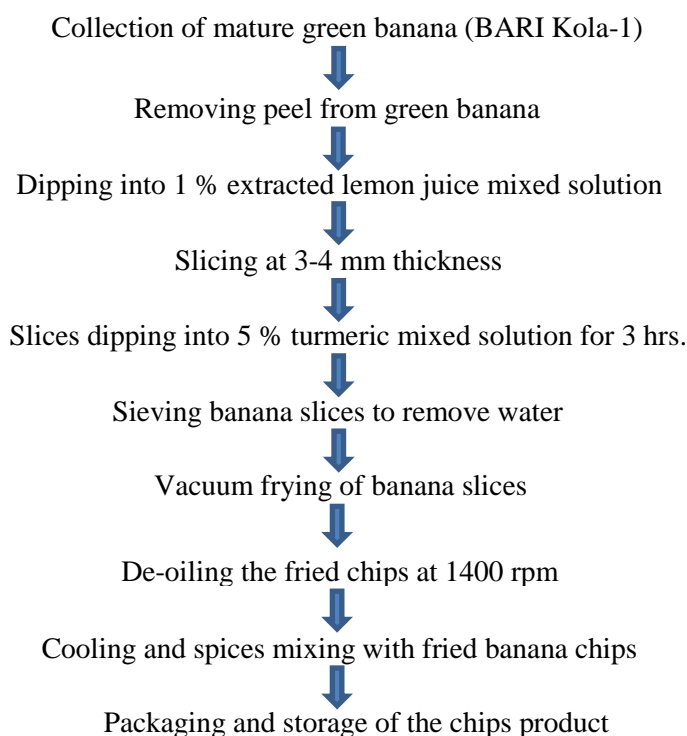 Collection of mature green banana (BARI Kola-1)
Removing peel from green banana
Dipping into 1 % extracted lemon juice mixed solution
Slicing at 3-4 mm thickness
Slices dipping into 5 % turmeric mixed solution for 3 hrs.
Sieving banana slices to remove water
Vacuum frying of banana slices
De-oiling the fried chips at 1400 rpm
Cooling and spices mixing with fried banana chips
Packaging and storage of the chips product